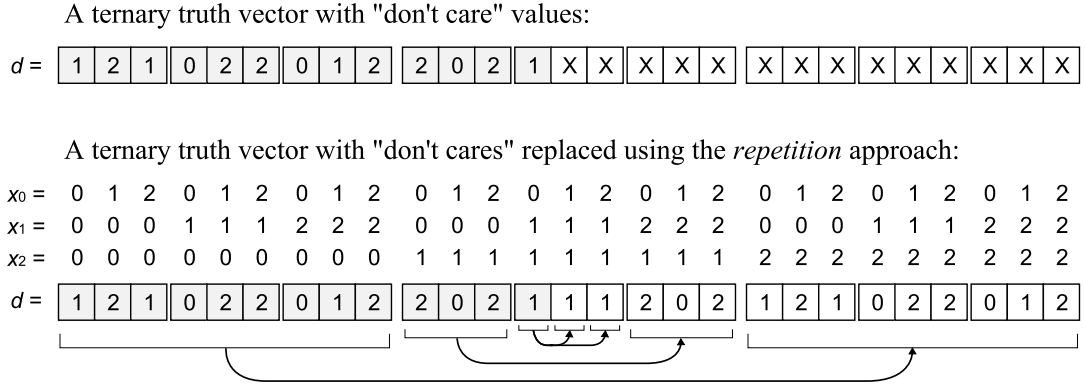 A ternary truth vector with "don't care" values:
d = 1 2 1 0 2 2 0 1 2 2 0 2 1 X X X X X X X X X X X X X X
A ternary truth vector with "don't cares" replaced using the repetition approach:
x0 = 0 1 2 0 1 2 0 1 2 0 1 2 0 1 2 0 1 2 0 1 2 0 1 2 0 1 2
x1 = 0 0 0 1 1 1 2 2 2 0 0 0 1 1 1 2 2 2 0 0 0 1 1 1 2 2 2
x2 = 0 0 0 0 0 0 0 0 0 1 1 1 1 1 1 1 1 1 2 2 2 2 2 2 2 2 2
d = 1 2 1 0 2 2 0 1 2 2 0 2 1 1 1 2 0 2 1 2 1 0 2 2 0 1 2